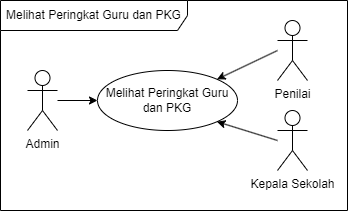 Melihat Peringkat Guru dan PKG
Melihat Peringkat Guru
dan PKG
Penilai
Admin
Kepala Sekolah